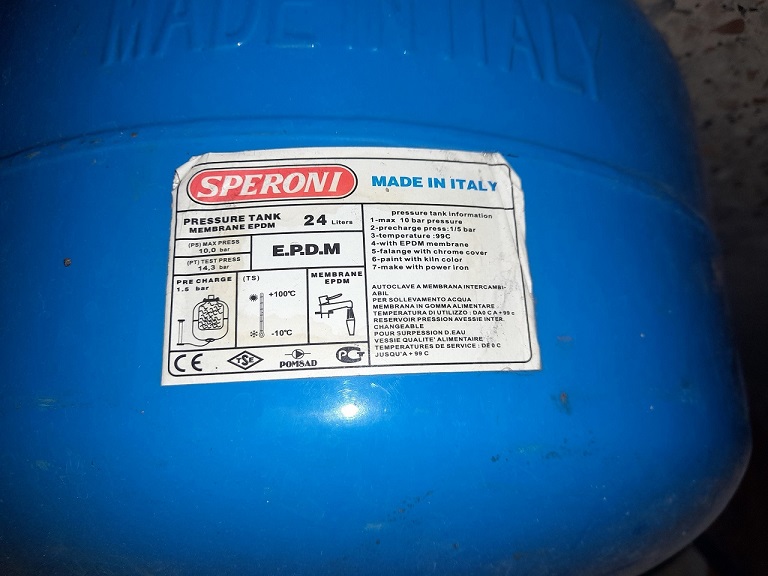 MADE IN ITALY
SPERONI
MADE IN ITALY
PRESSURE TANK 24 Liters
MEMBRANE EPDM
(PS) MAX PRESS
10,0 bar
(PT) TEST PRESS
14,3 bar
E.P.D.M
PRE CHARGE
1.5 bar
(TS)
+100°C
-10°C
MEMBRANE
EPDM
pressure tank information
1-max 10 bar pressure
2-precharge press:1/5 bar
3-temperature :99C
4-with EPDM membrane
5-falange with chrome cover
6-paint with kiln color
7-make with power iron
AUTOCLAVE A MEMBRANA INTERCAMBI-
ABIL
PER SOLLEVAMENTO ACQUA
MEMBRANA IN GOMMA ALIMENTARE
TEMPERATURA DI UTILIZZO : DA0 C A + 99 =
RESERVOIR PRESSION AVESSIE INTER.
CHANGEABLE
POUR SURPESSION D.EAU
VESSIE QUALITE' ALIMENTAIRE
TEMPERATURES DE SERVICE : DE 0 C
JUSQU'A + 99 C
CE
TSE
POMSAD
PCT